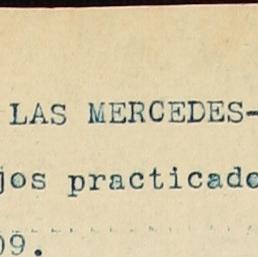 LAS MERCEDES-
jos practicado
09.